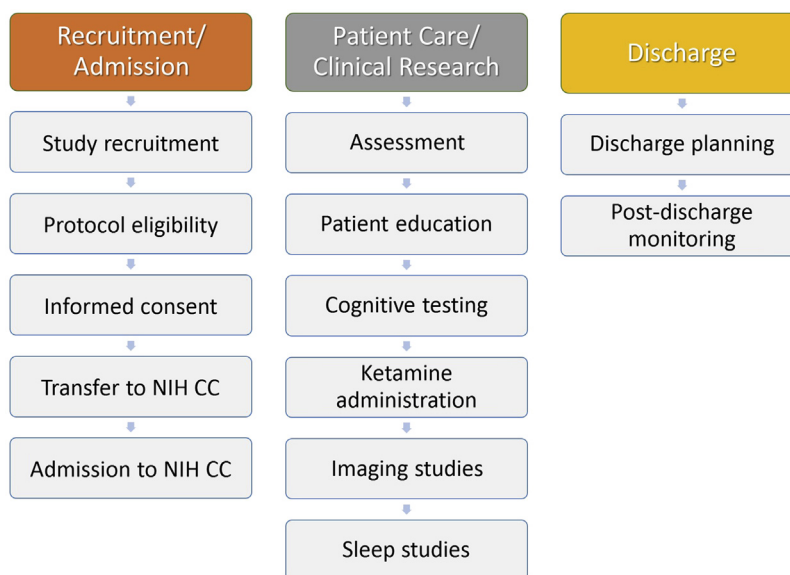 Recruitment/
Admission
Study recruitment
Protocol eligibility
Informed consent
Transfer to NIH CC
Admission to NIH CC
Patient Care/
Clinical Research
Assessment
Patient education
Cognitive testing
Ketamine
administration
Imaging studies
Sleep studies
Discharge
Discharge planning
Post-discharge
monitoring